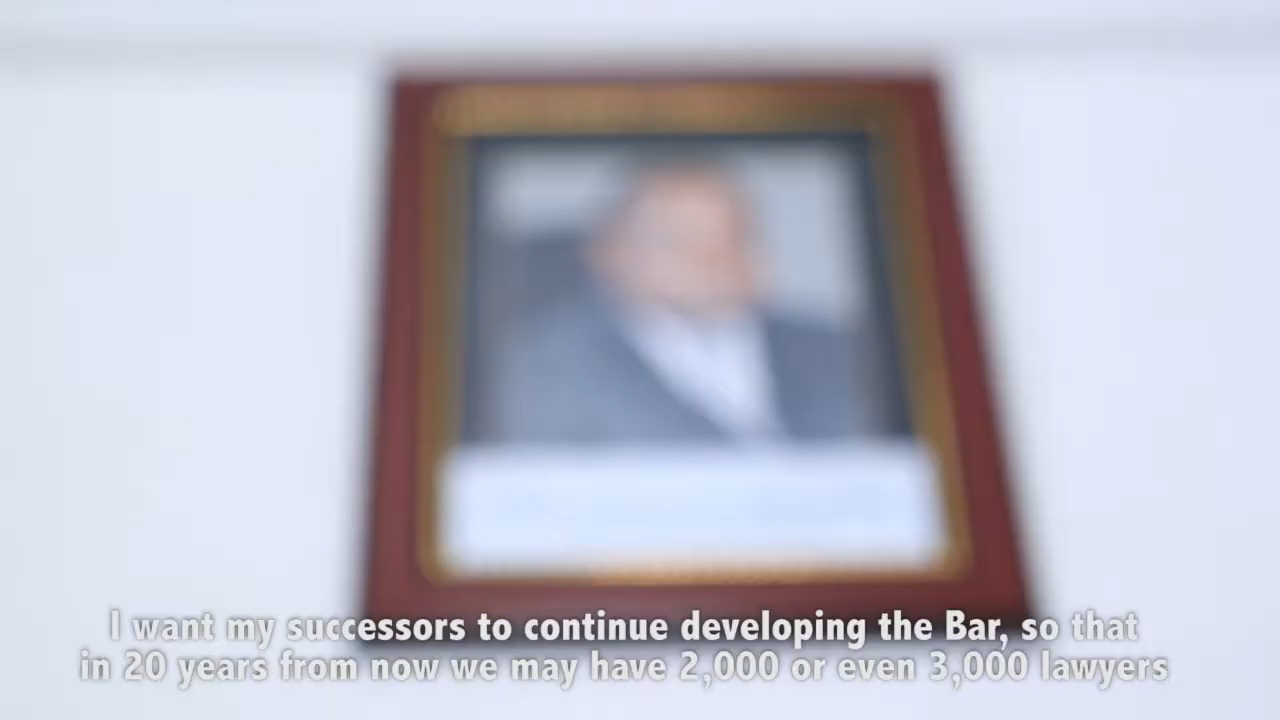 I want my successors to continue developing the Bar, so that
in 20 years from now we may have 2,000 or even 3,000 lawyers